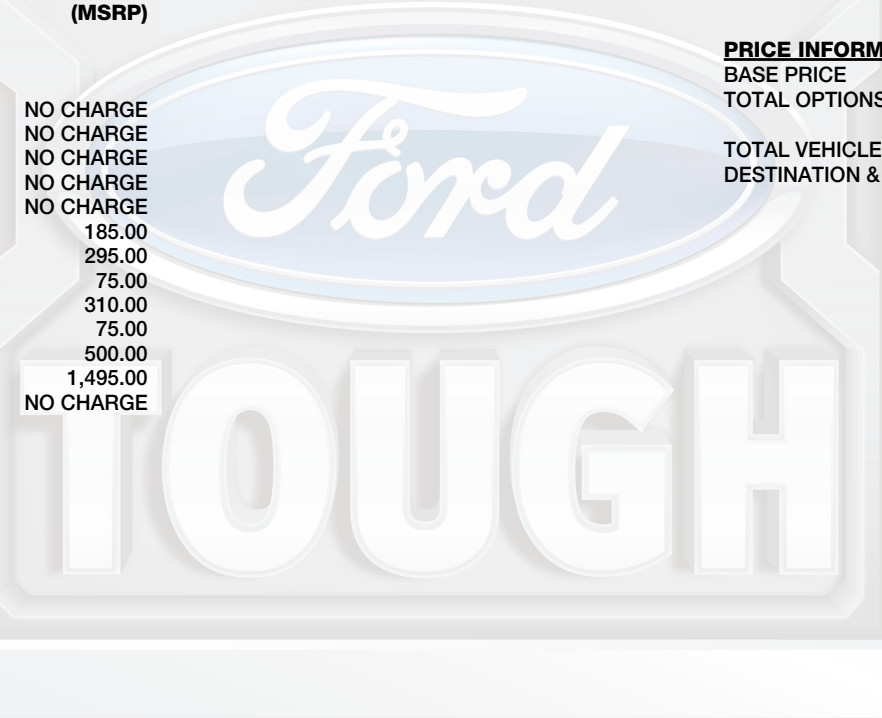 (MSRP)
NO CHARGE
NO CHARGE
NO CHARGE
NO CHARGE
NO CHARGE
185.00
295.00
75.00
310.00
75.00
500.00
1,495.00
NO CHARGE
PRICE INFORM
BASE PRICE
TOTAL OPTIONS
TOTAL VEHICLE
DESTINATION &
Ford
TOUGH